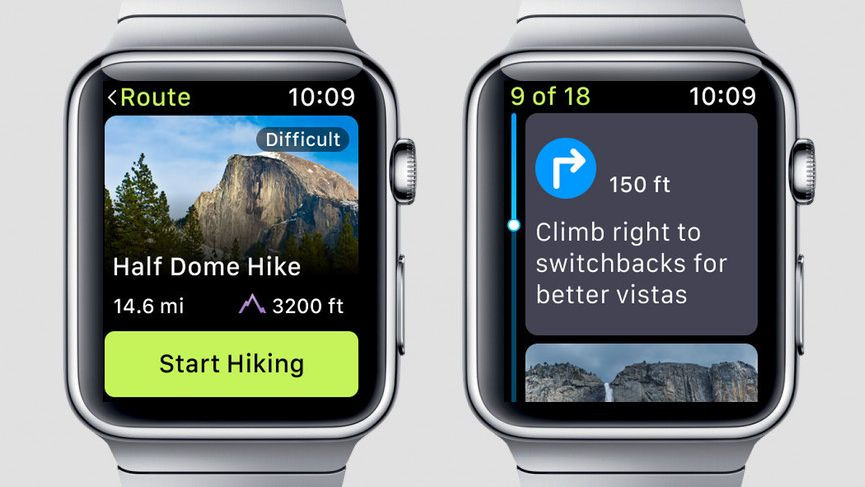 <Route 10:09
Difficult
Half Dome Hike
14.6 mi 3200 ft
Start Hiking
9 of 18 10:09
150 ft
Climb right to
switchbacks for
better vistas